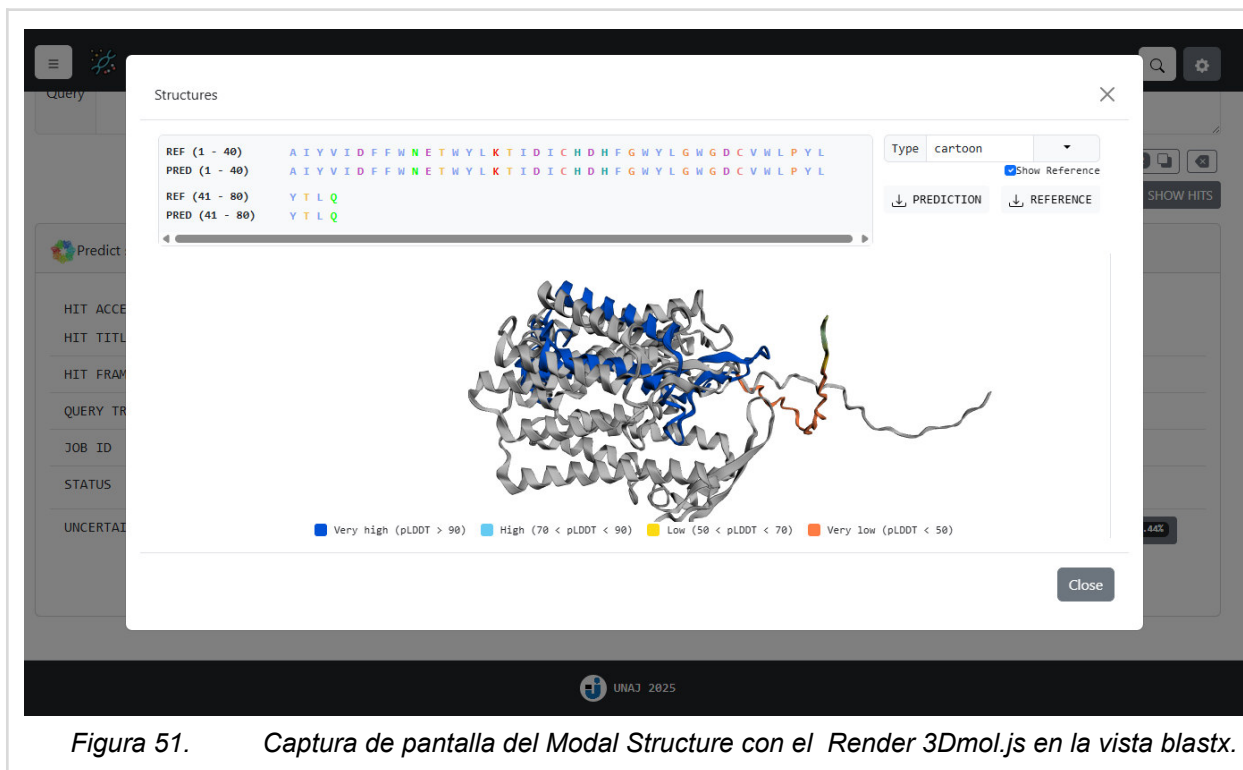 Query
Structures
REF (1 - 40) A I Y V I D F F W N E T W Y L K T I D I C H D H F G W Y L G W G D C V W L P Y L
PRED (1 - 40) A I Y V I D F F W N E T W Y L K T I D I C H D H F G W Y L G W G D C V W L P Y L
REF (41 - 80) Y T L Q
PRED (41 - 80) Y T L Q
Type cartoon
Show Reference
PREDICTION REFERENCE
SHOW HITS
Predict
HIT ACCE
HIT TITL
HIT FRAM
QUERY TR
JOB ID
STATUS
UNCERTAI
.44%
Very high (pLDDT > 90) High (70 < pLDDT < 90) Low (50 < pLDDT < 70) Very low (pLDDT < 50)
Close
UNAJ 2025
Figura 51. Captura de pantalla del Modal Structure con el Render 3Dmol.js en la vista blastx.